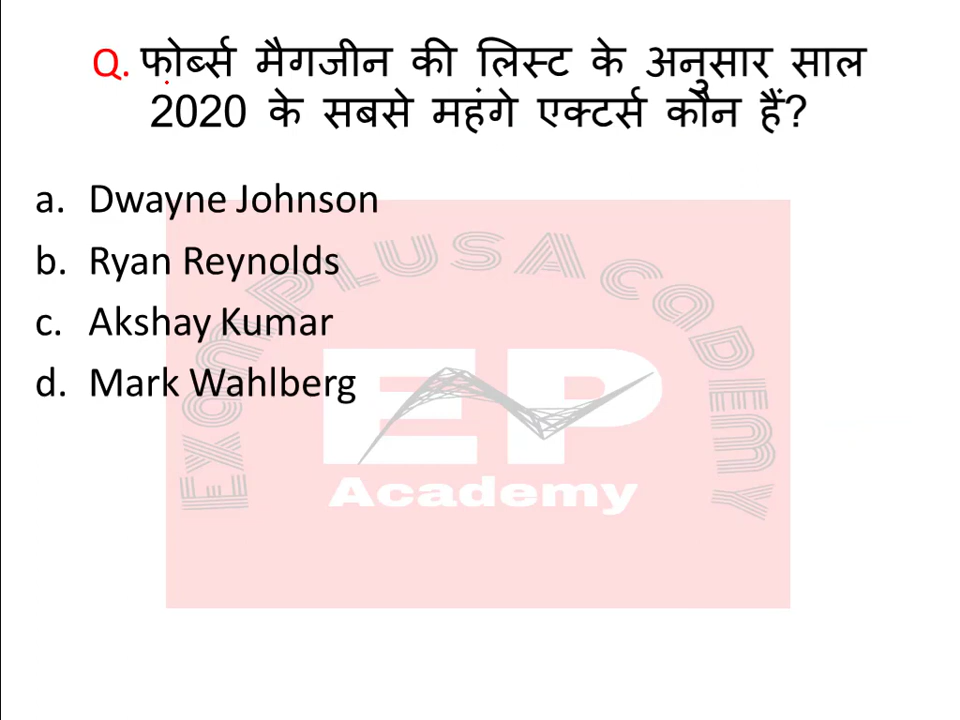 Q. फ़ोर्ब्स मैगजीन की लिस्ट के अनुसार साल
2020 के सबसे महंगे एक्टर्स कौन हैं?
a. Dwayne Johnson
b. Ryan Reynolds
c. Akshay Kumar
d. Mark Wahlberg
EXAMPLUSACADEMY
EP
Academy